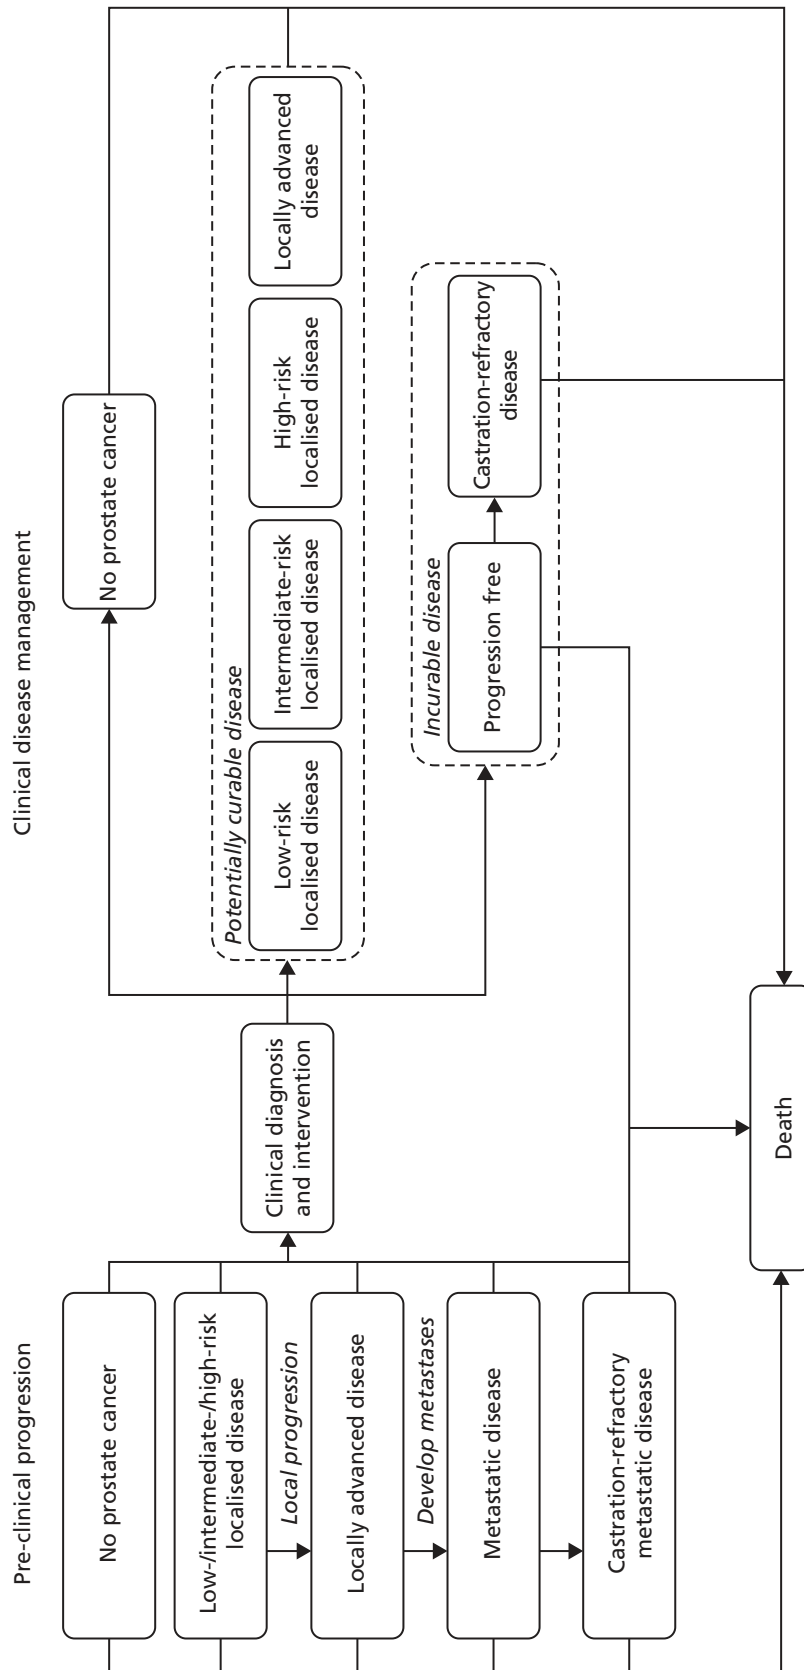 Pre-clinical progression
No prostate cancer
Low-/intermediate-/high-risk
localised disease
Local progression
Locally advanced disease
Develop metastases
Metastatic disease
Castration-refractory
metastatic disease
Clinical diagnosis
and intervention
Clinical disease management
No prostate cancer
Potentially curable disease
Low-risk
localised disease
Intermediate-risk
localised disease
High-risk
localised disease
Locally advanced
disease
Incurable disease
Progression free
Castration-refractory
disease
Death